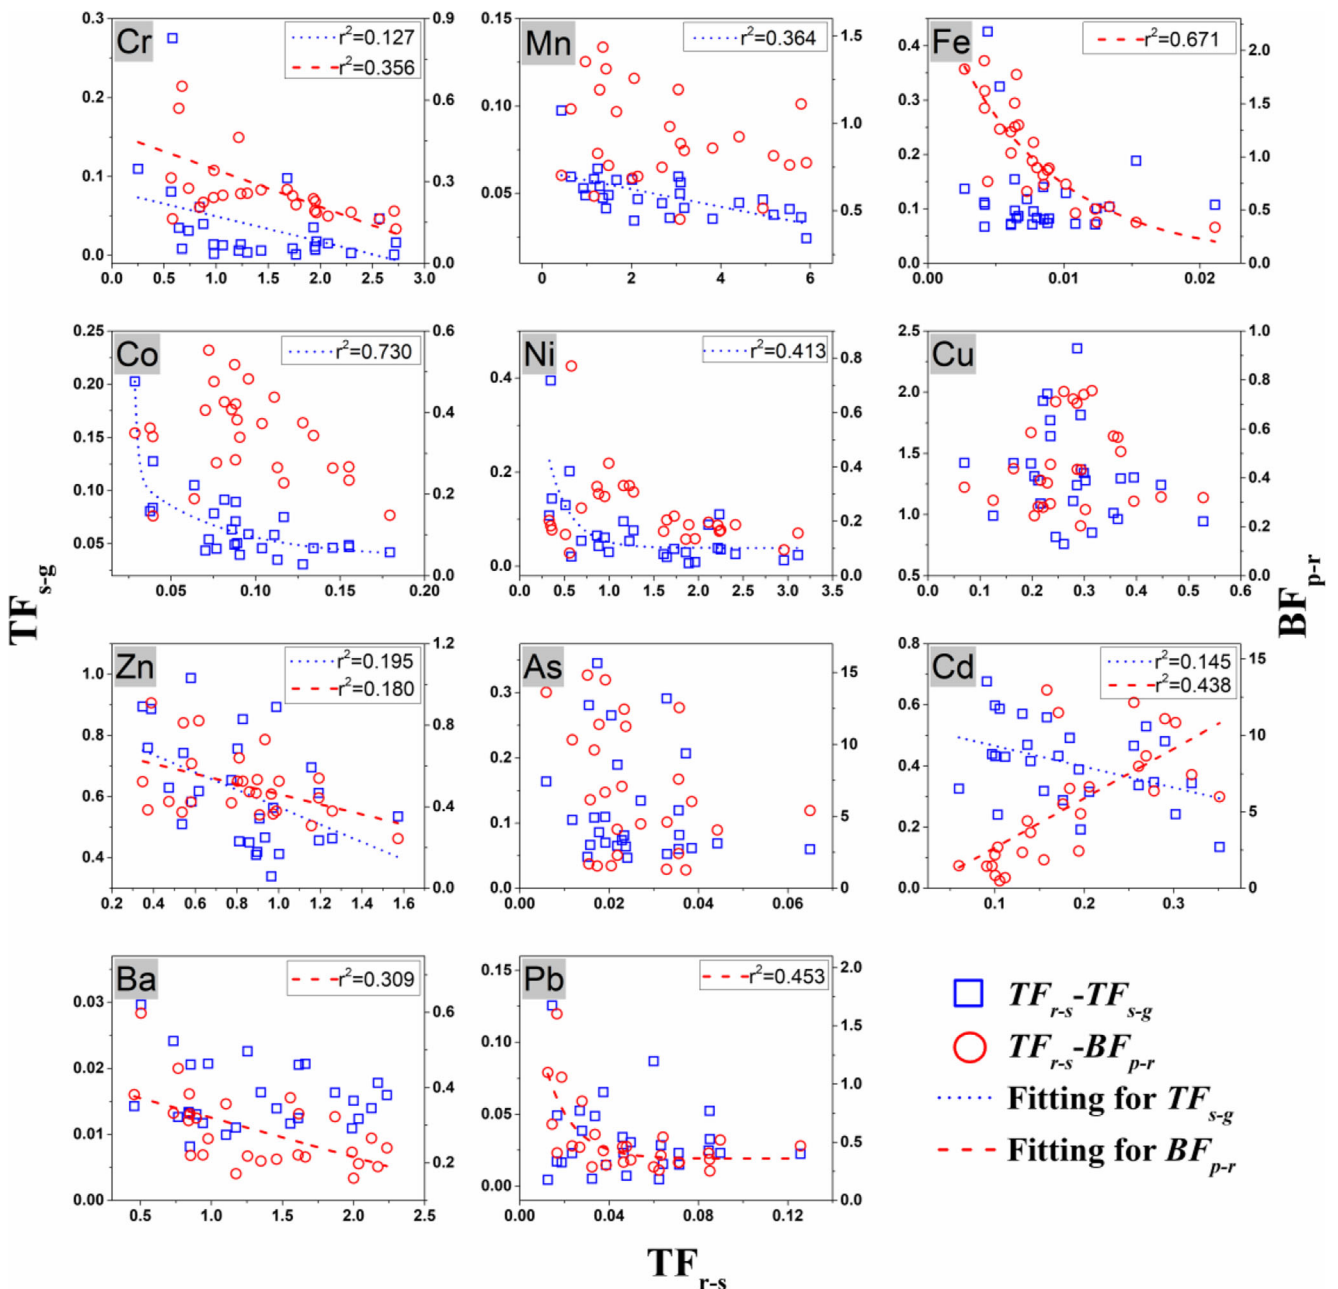 Cr
r²=0.127
r²=0.356
0.3
0.2
0.1
0.0
0.9
0.6
0.3
0.0
0.0 0.5 1.0 1.5 2.0 2.5 3.0
Mn
r²=0.364
0.15
0.10
0.05
1.5
1.0
0.5
0 1 2 3 4 5 6
Fe
r²=0.671
0.4
0.3
0.2
0.1
0.0
2.0
1.5
1.0
0.5
0.0
0.00 0.01 0.02
Co
r²=0.730
0.25
0.20
0.15
0.10
0.05
0.6
0.4
0.2
0.0
0.05 0.10 0.15 0.20
Ni
r²=0.413
0.4
0.2
0.0
0.8
0.6
0.4
0.2
0.0
0.0 0.5 1.0 1.5 2.0 2.5 3.0 3.5
Cu
2.5
2.0
1.5
1.0
0.5
1.0
0.8
0.6
0.4
0.2
0.0
0.0 0.1 0.2 0.3 0.4 0.5 0.6
TFs-g
BFp-r
Zn
r²=0.195
r²=0.180
1.0
0.8
0.6
0.4
1.2
0.8
0.4
0.0
0.2 0.4 0.6 0.8 1.0 1.2 1.4 1.6
As
0.3
0.2
0.1
0.0
15
10
5
0
0.00 0.02 0.04 0.06
Cd
r²=0.145
r²=0.438
0.8
0.6
0.4
0.2
0.0
15
10
5
0
0.1 0.2 0.3
Ba
r²=0.309
0.03
0.02
0.01
0.00
0.6
0.4
0.2
0.5 1.0 1.5 2.0 2.5
Pb
r²=0.453
0.15
0.10
0.05
0.00
2.0
1.5
1.0
0.5
0.0
0.00 0.04 0.08 0.12
TFr-s-TFs-g
TFr-s-BFp-r
Fitting for TFs-g
Fitting for BFp-r
TFr-s